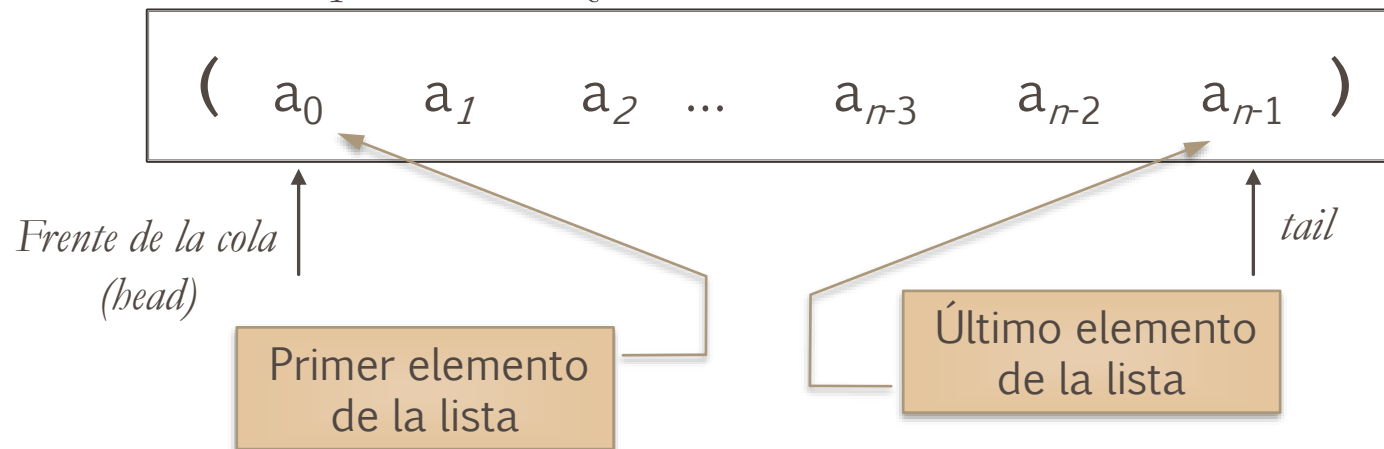 ( a0 a1 a2 ... an-3 an-2 an-1 )
Frente de la cola
(head)
tail
Primer elemento
de la lista
Último elemento
de la lista